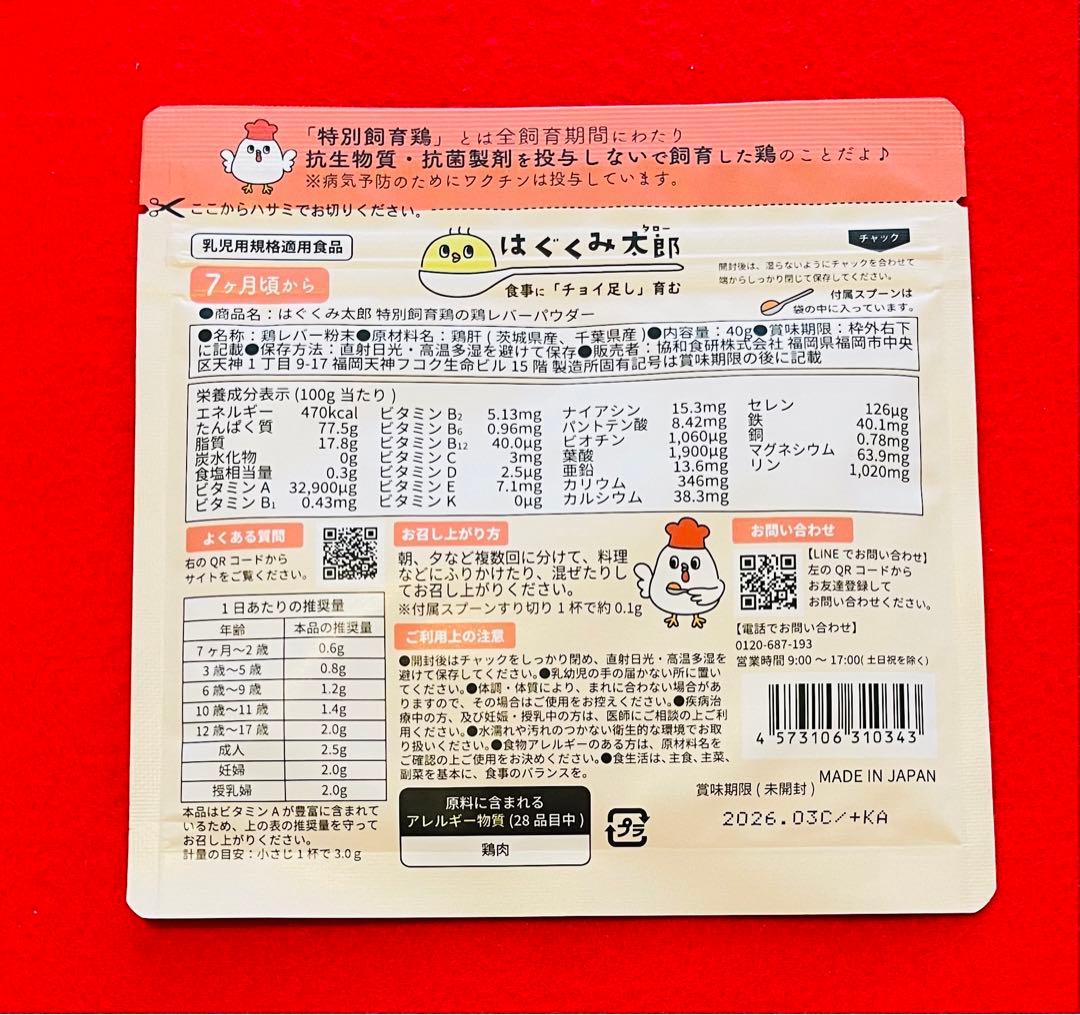 「特別飼育鶏」とは全飼育期間にわたり
抗生物質・抗菌製剤を投与しないで飼育した鶏のことだよ♪
※病気予防のためにワクチンは投与しています。
ここからハサミでお切りください。
乳児用規格適用食品
7ヶ月頃から
はぐくみ太郎
タロー
食事に「チョイ足し」育む
チャック
開封後は、湿らないようにチャックを合わせて
端からしっかり閉じて保存してください。
付属スプーンは
袋の中に入っています。
●商品名：はぐくみ太郎 特別飼育鶏の鶏レバーパウダー
●名称：鶏レバー粉末●原材料名：鶏肝(茨城県産、千葉県産)●内容量：40g●賞味期限：枠外右下
に記載●保存方法：直射日光・高温多湿を避けて保存●販売者：協和食研株式会社 福岡県福岡市中央
区天神1丁目9-17福岡天神フコク生命ビル15階 製造所固有記号は賞味期限の後に記載
栄養成分表示(100g当たり)
エネルギー 470kcal
たんぱく質 77.5g
脂質 17.8g
炭水化物 0g
食塩相当量 0.3g
ビタミンA 32,900μg
ビタミンB₁ 0.43mg
ビタミンB₂ 5.13mg
ビタミンB₆ 0.96mg
ビタミンB₁₂ 40.0μg
ビタミンC 3mg
ビタミンD 2.5μg
ビタミンE 7.1mg
ビタミンK 0μg
ナイアシン 15.3mg
パントテン酸 8.42mg
ビオチン 1,060μg
葉酸 1,900μg
亜鉛 13.6mg
カリウム 346mg
カルシウム 38.3mg
セレン 126μg
鉄 40.1mg
銅 0.78mg
マグネシウム 63.9mg
リン 1,020mg
よくある質問
右のQRコードから
サイトをご覧ください。
1日あたりの推奨量
年齢 本品の推奨量
7ヶ月～2歳 0.6g
3歳～5歳 0.8g
6歳～9歳 1.2g
10歳～11歳 1.4g
12歳～17歳 2.0g
成人 2.5g
妊婦 2.0g
授乳婦 2.0g
本品はビタミンAが豊富に含まれて
いるため、上の表の推奨量を守って
お召し上がりください。
計量の目安：小さじ1杯で3.0g
お召し上がり方
朝、夕など複数回に分けて、料理
などにふりかけたり、混ぜたりし
てお召し上がりください。
※付属スプーンすり切り1杯で約0.1g
ご利用上の注意
●開封後はチャックをしっかり閉め、直射日光・高温多湿を
避けて保存してください。●乳幼児の手の届かない所に置い
てください。●体調・体質により、まれに合わない場合があ
りますので、その場合はご使用をお控えください。●疾病治
療中の方、及び妊娠・授乳中の方は、医師にご相談の上ご利
用ください。●水濡れや汚れのつかない衛生的な環境でお取
り扱いください。●食物アレルギーのある方は、原材料名を
ご確認の上ご使用をお決めください。●食生活は、主食、主菜、
副菜を基本に、食事のバランスを。
原料に含まれる
アレルギー物質(28品目中)
鶏肉
プラ
お問い合わせ
【LINEでお問い合わせ】
左のQRコードから
お友達登録して
お問い合わせください。
【電話でお問い合わせ】
0120-687-193
営業時間 9:00～17:00(土日祝を除く)
4 573106 310343
MADE IN JAPAN
賞味期限(未開封)
2026.03C/+KA